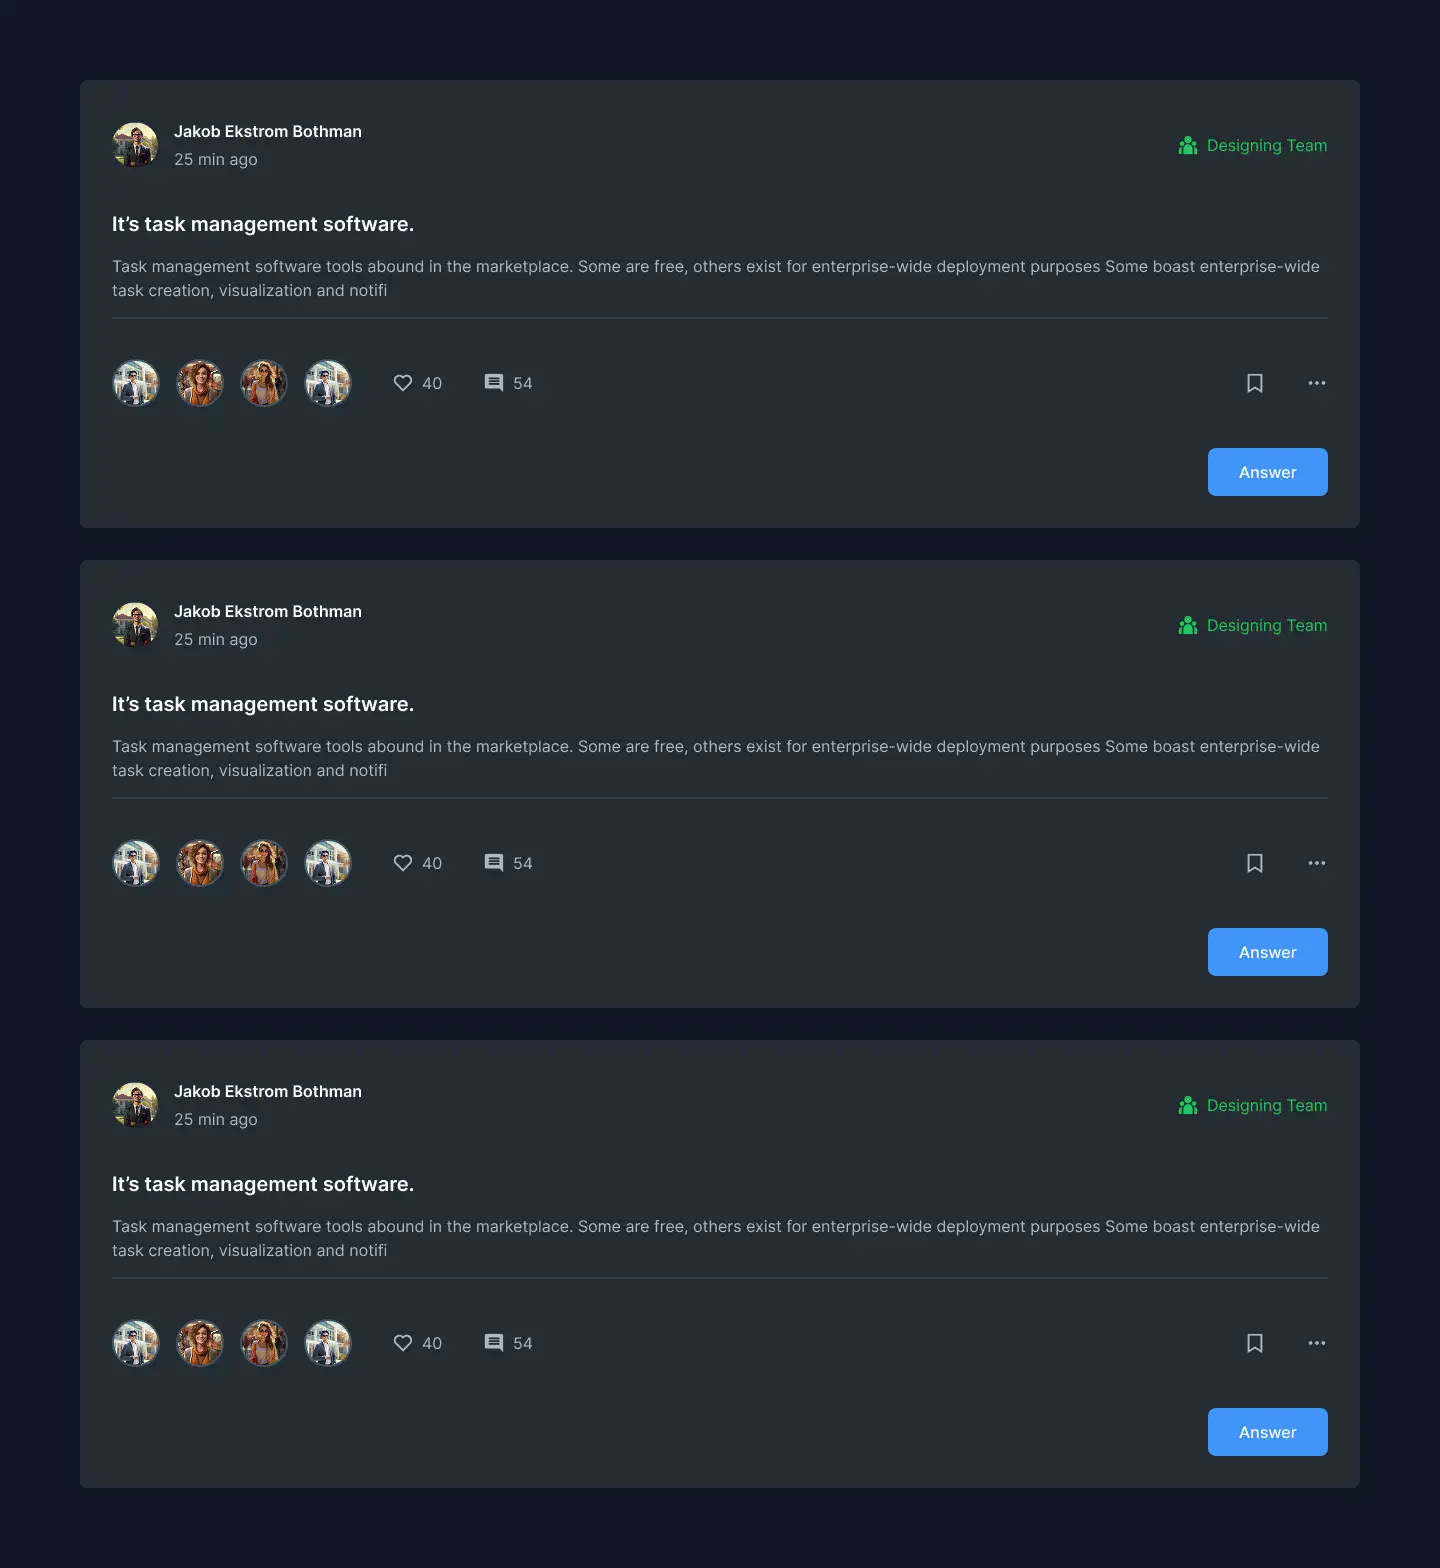 Jakob Ekstrom Bothman
25 min ago
Designing Team
It’s task management software.
Task management software tools abound in the marketplace. Some are free, others exist for enterprise-wide deployment purposes Some boast enterprise-wide
task creation, visualization and notifi
40
54
Answer
Jakob Ekstrom Bothman
25 min ago
Designing Team
It’s task management software.
Task management software tools abound in the marketplace. Some are free, others exist for enterprise-wide deployment purposes Some boast enterprise-wide
task creation, visualization and notifi
40
54
Answer
Jakob Ekstrom Bothman
25 min ago
Designing Team
It’s task management software.
Task management software tools abound in the marketplace. Some are free, others exist for enterprise-wide deployment purposes Some boast enterprise-wide
task creation, visualization and notifi
40
54
Answer